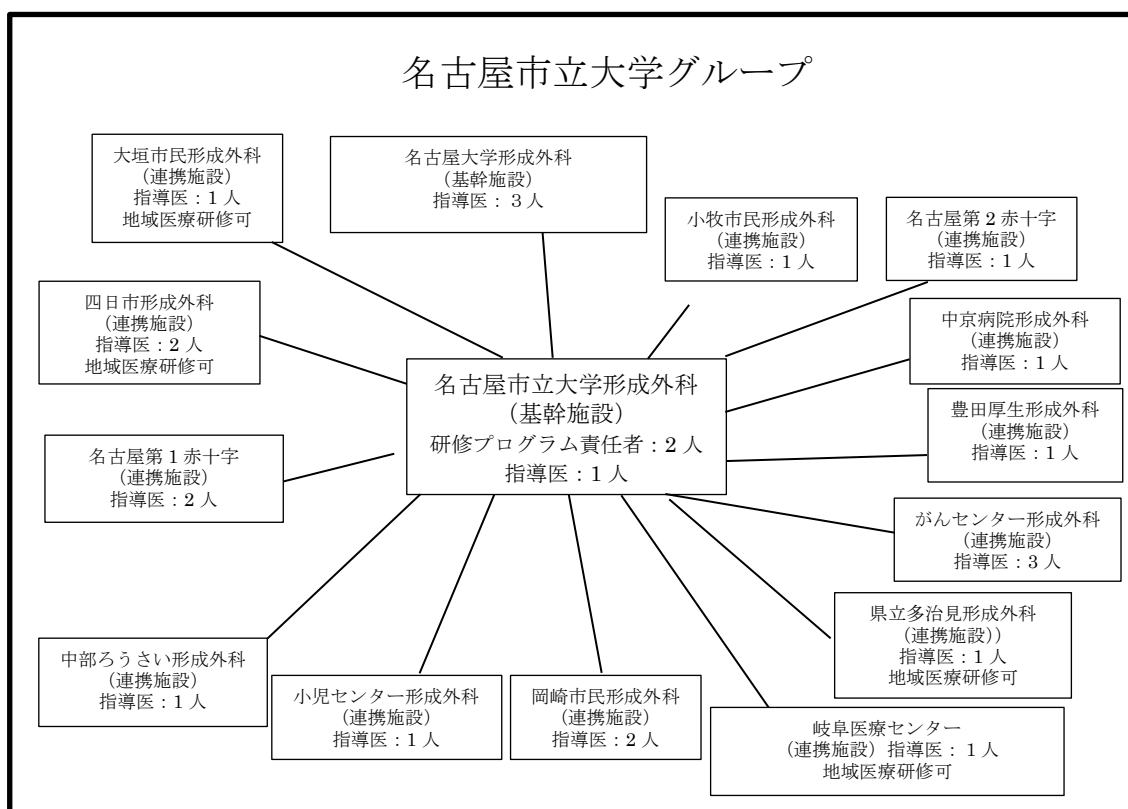 名古屋市立大学グループ
大垣市民形成外科
(連携施設)
指導医：1人
地域医療研修可
名古屋大学形成外科
(基幹施設)
指導医：３人
小牧市民形成外科
(連携施設)
指導医：1人
名古屋第2赤十字
(連携施設)
指導医：1人
四日市形成外科
(連携施設)
指導医：2人
地域医療研修可
中京病院形成外科
(連携施設)
指導医：1人
名古屋市立大学形成外科
(基幹施設)
研修プログラム責任者：2人
指導医：1人
豊田厚生形成外科
(連携施設)
指導医：1人
名古屋第1赤十字
(連携施設)
指導医：2人
がんセンター形成外科
(連携施設)
指導医：3人
県立多治見形成外科
(連携施設))
指導医：1人
地域医療研修可
中部ろうさい形成外科
(連携施設)
指導医：1人
小児センター形成外科
(連携施設)
指導医：1人
岡崎市民形成外科
(連携施設)
指導医：2人
岐阜医療センター
(連携施設) 指導医：1人
地域医療研修可